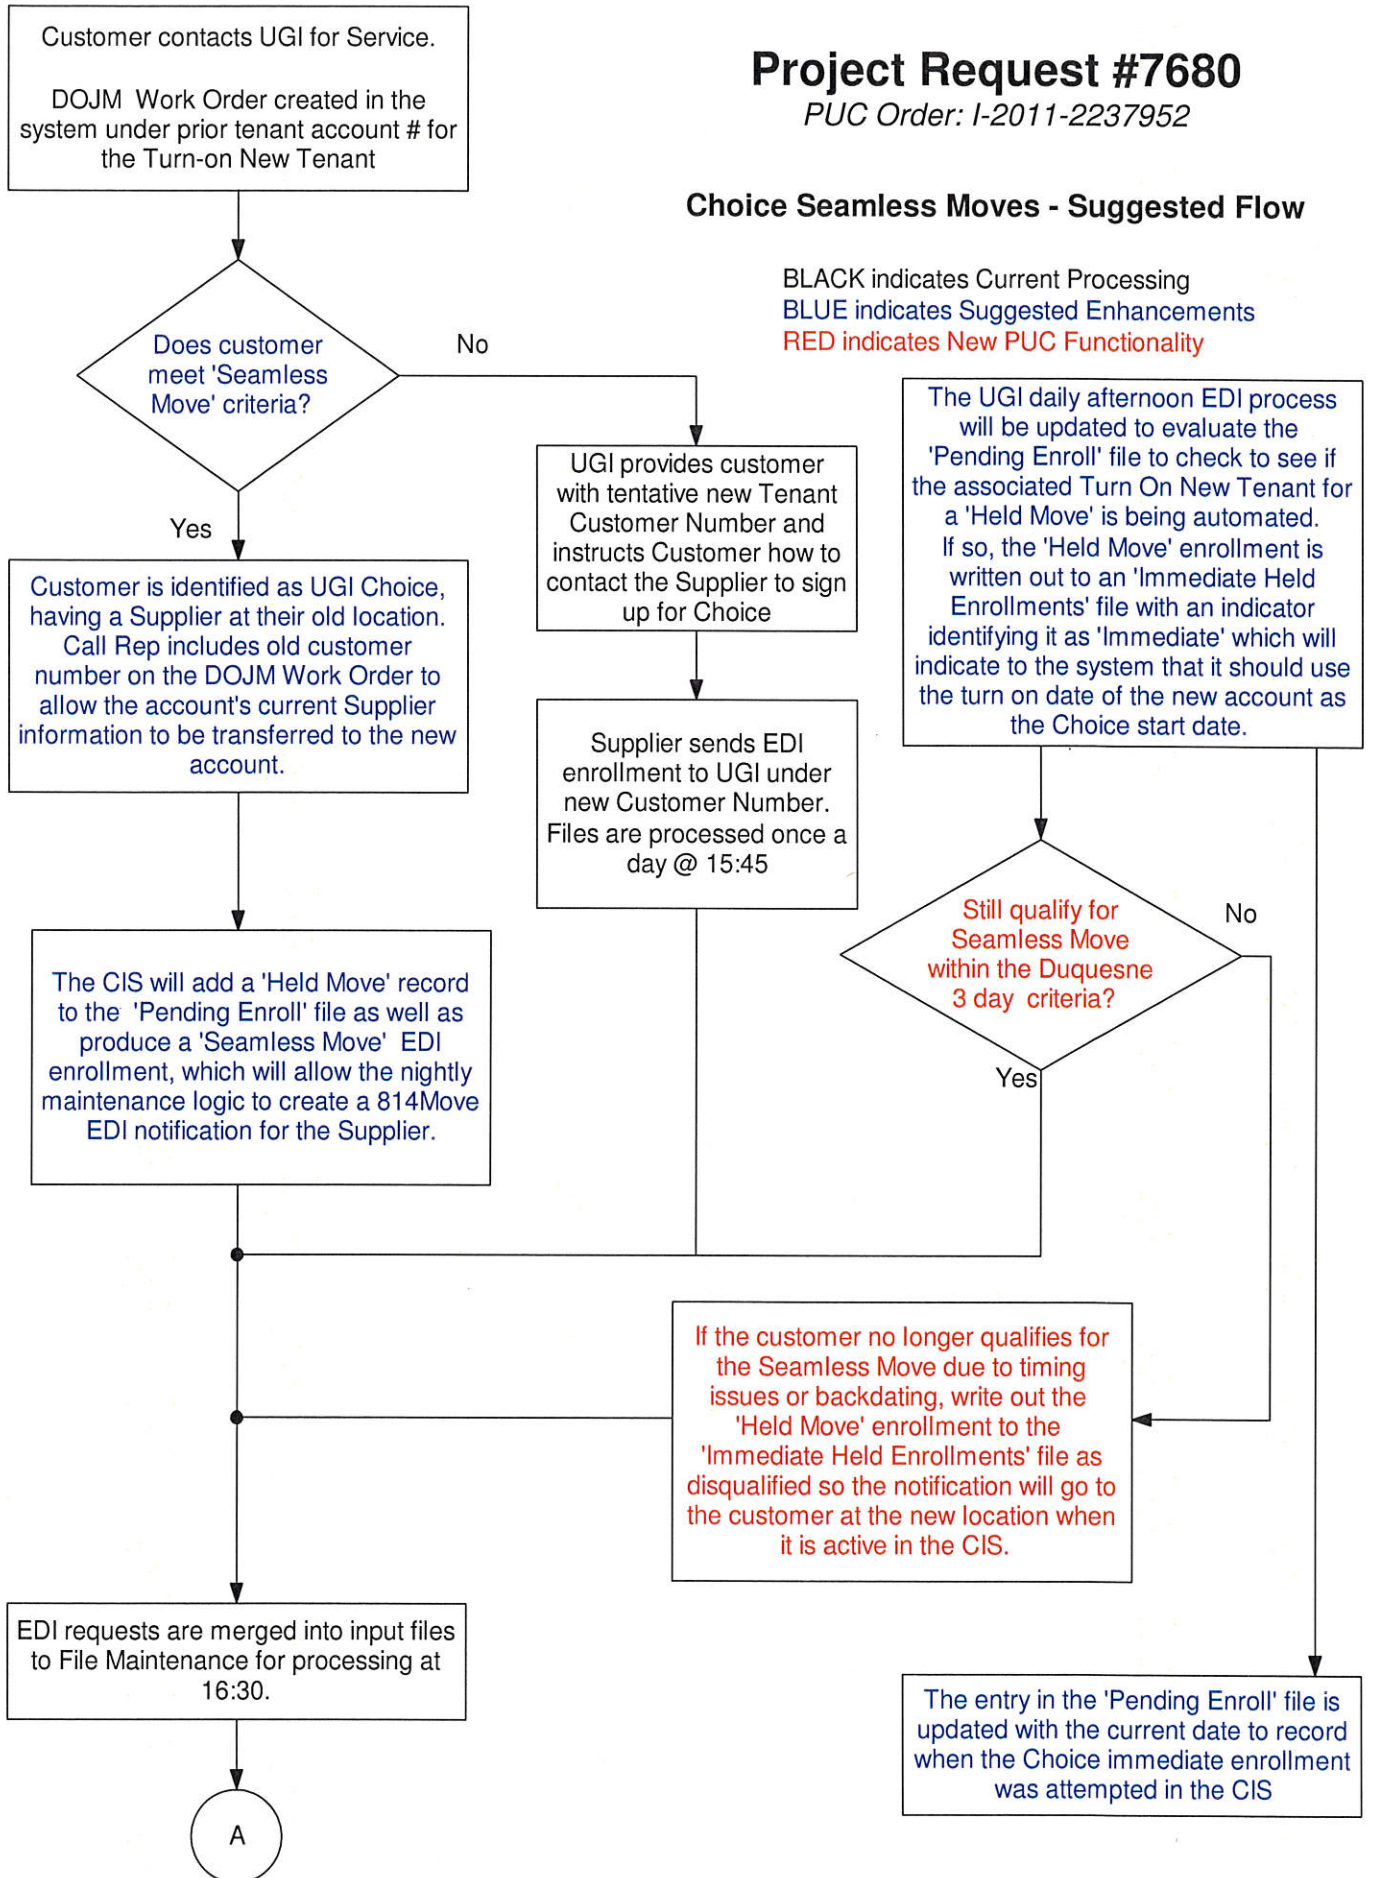 Customer contacts UGI for Service.
DOJM Work Order created in the
system under prior tenant account # for
the Turn-on New Tenant
Project Request #7680
PUC Order: I-2011-2237952
Choice Seamless Moves - Suggested Flow
BLACK indicates Current Processing
BLUE indicates Suggested Enhancements
RED indicates New PUC Functionality
Does customer
meet 'Seamless
Move' criteria?
No
Yes
UGI provides customer
with tentative new Tenant
Customer Number and
instructs Customer how to
contact the Supplier to sign
up for Choice
The UGI daily afternoon EDI process
will be updated to evaluate the
'Pending Enroll' file to check to see if
the associated Turn On New Tenant for
a 'Held Move' is being automated.
If so, the 'Held Move' enrollment is
written out to an 'Immediate Held
Enrollments' file with an indicator
identifying it as 'Immediate' which will
indicate to the system that it should use
the turn on date of the new account as
the Choice start date.
Customer is identified as UGI Choice,
having a Supplier at their old location.
Call Rep includes old customer
number on the DOJM Work Order to
allow the account's current Supplier
information to be transferred to the new
account.
Supplier sends EDI
enrollment to UGI under
new Customer Number.
Files are processed once a
day @ 15:45
Still qualify for
Seamless Move
within the Duquesne
3 day criteria?
No
Yes
The CIS will add a 'Held Move' record
to the 'Pending Enroll' file as well as
produce a 'Seamless Move' EDI
enrollment, which will allow the nightly
maintenance logic to create a 814Move
EDI notification for the Supplier.
If the customer no longer qualifies for
the Seamless Move due to timing
issues or backdating, write out the
'Held Move' enrollment to the
'Immediate Held Enrollments' file as
disqualified so the notification will go to
the customer at the new location when
it is active in the CIS.
EDI requests are merged into input files
to File Maintenance for processing at
16:30.
The entry in the 'Pending Enroll' file is
updated with the current date to record
when the Choice immediate enrollment
was attempted in the CIS
A